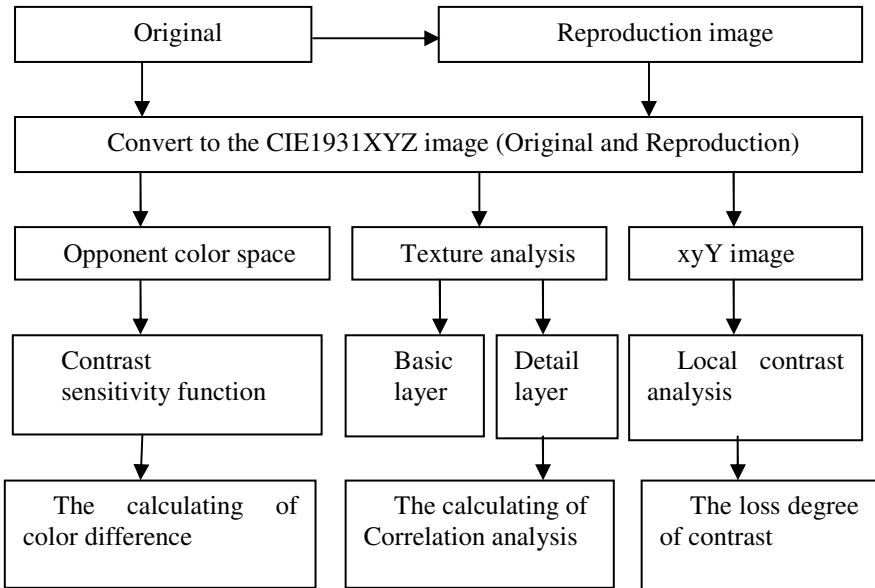 Original
Reproduction image
Convert to the CIE1931XYZ image (Original and Reproduction)
Opponent color space
Texture analysis
xyY image
Contrast
sensitivity function
Basic
layer
Detail
layer
Local contrast
analysis
The calculating of
color difference
The calculating of
Correlation analysis
The loss degree
of contrast